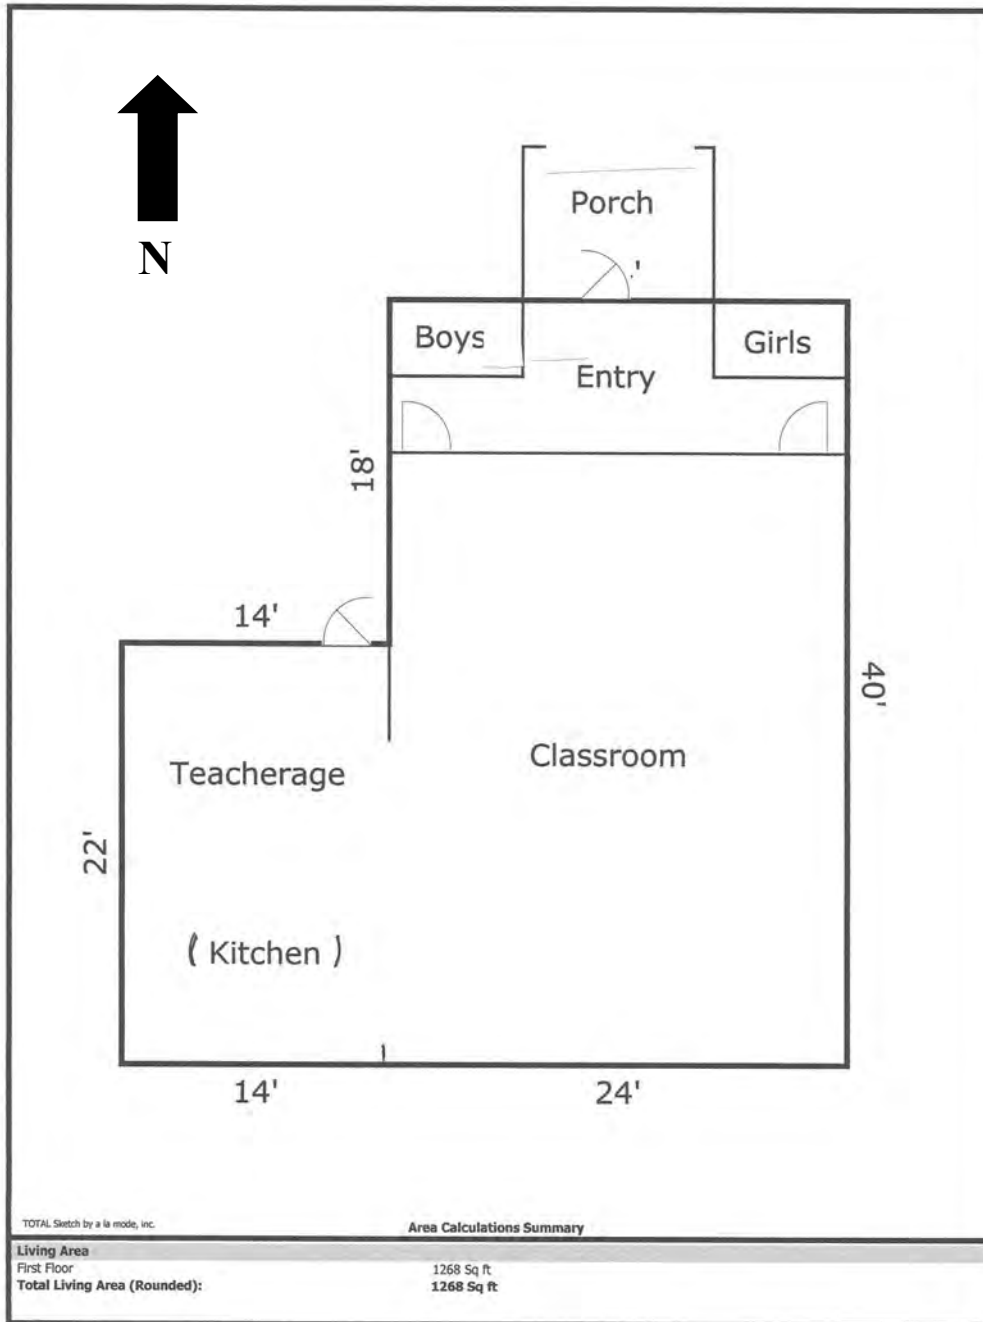 N
Porch
Boys
Girls
Entry
18'
14'
40'
Classroom
Teacherage
22'
( Kitchen )
14'
24'
TOTAL Sketch by a la mode, inc.
Area Calculations Summary
Living Area
First Floor 1268 Sq ft
Total Living Area (Rounded): 1268 Sq ft